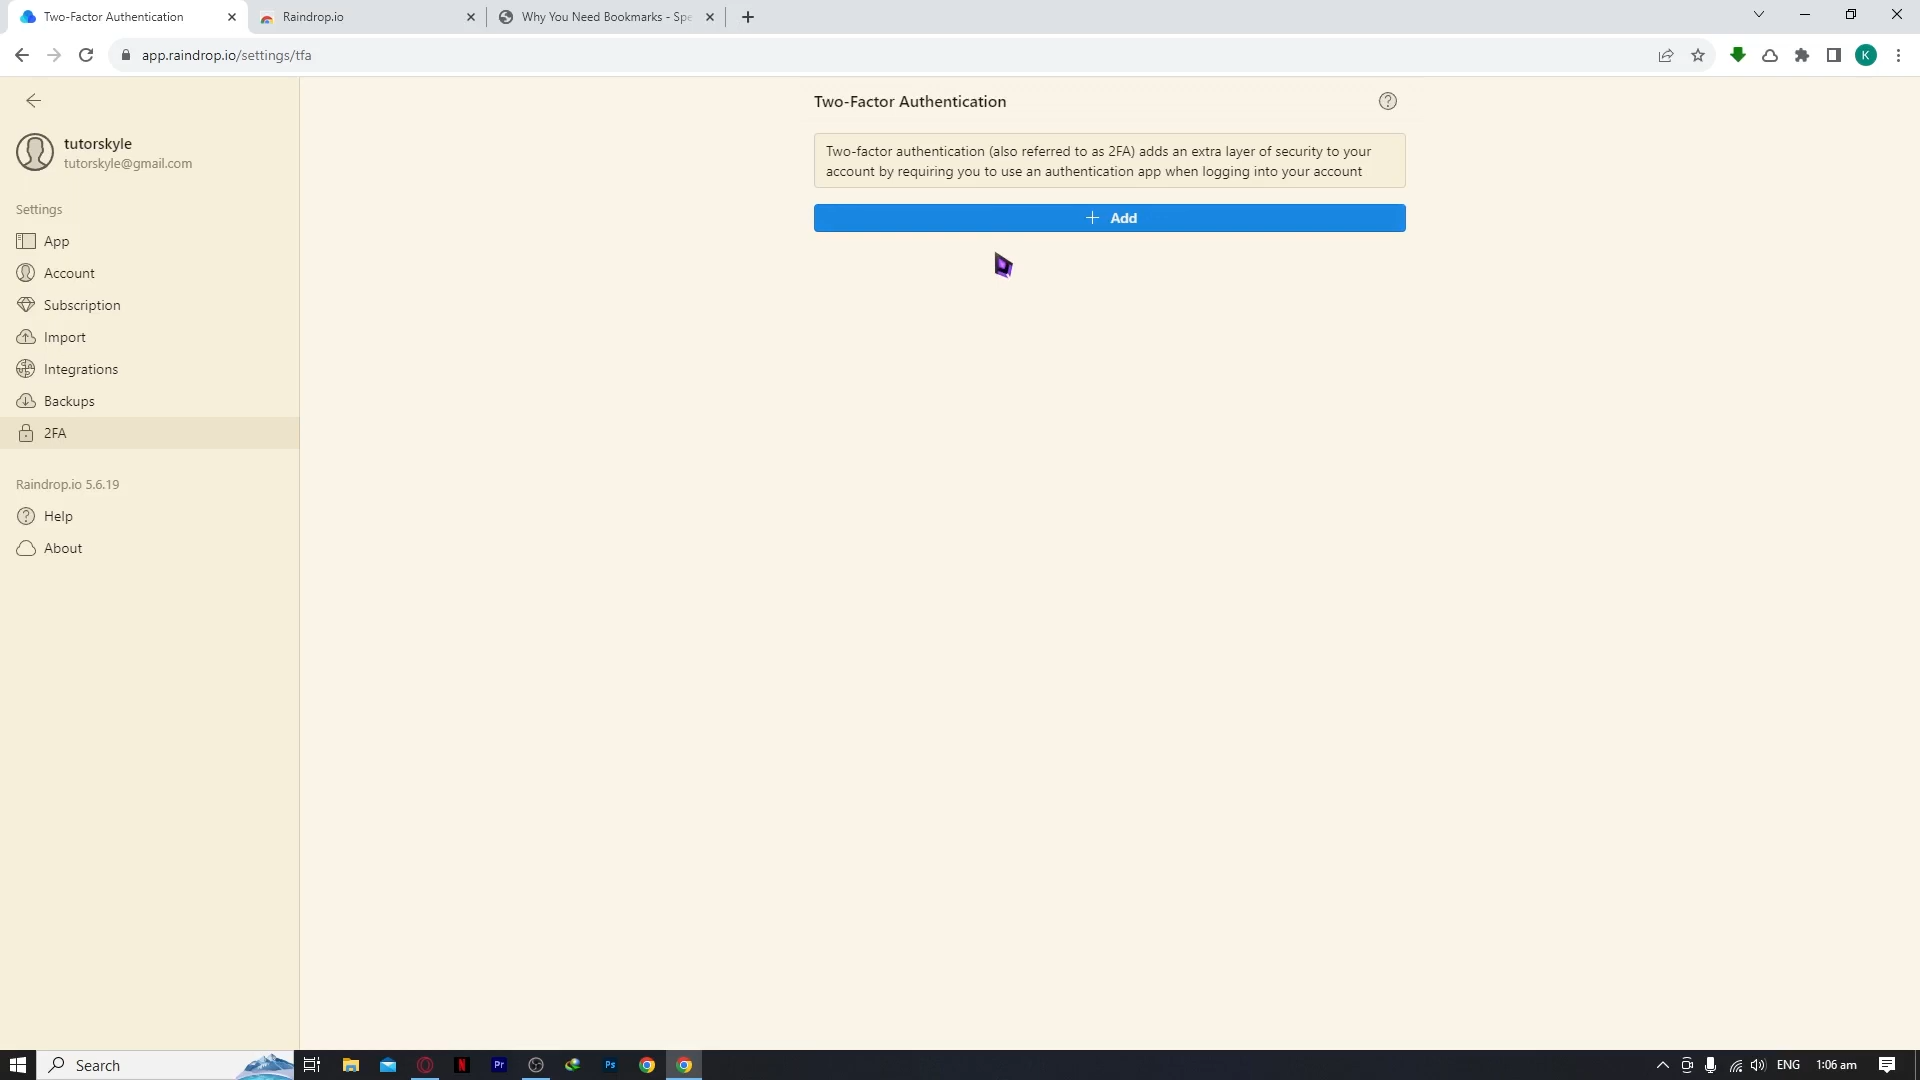 Two-Factor Authentication
Raindrop.io
Why You Need Bookmarks - Spe
app.raindrop.io/settings/tfa
K
tutorskyle
tutorskyle@gmail.com
Settings
App
Account
Subscription
Import
Integrations
Backups
2FA
Raindrop.io 5.6.19
Help
About
Two-Factor Authentication
Two-factor authentication (also referred to as 2FA) adds an extra layer of security to your
account by requiring you to use an authentication app when logging into your account
Add
Search
N
Pr
Ps
ENG
1:06 am